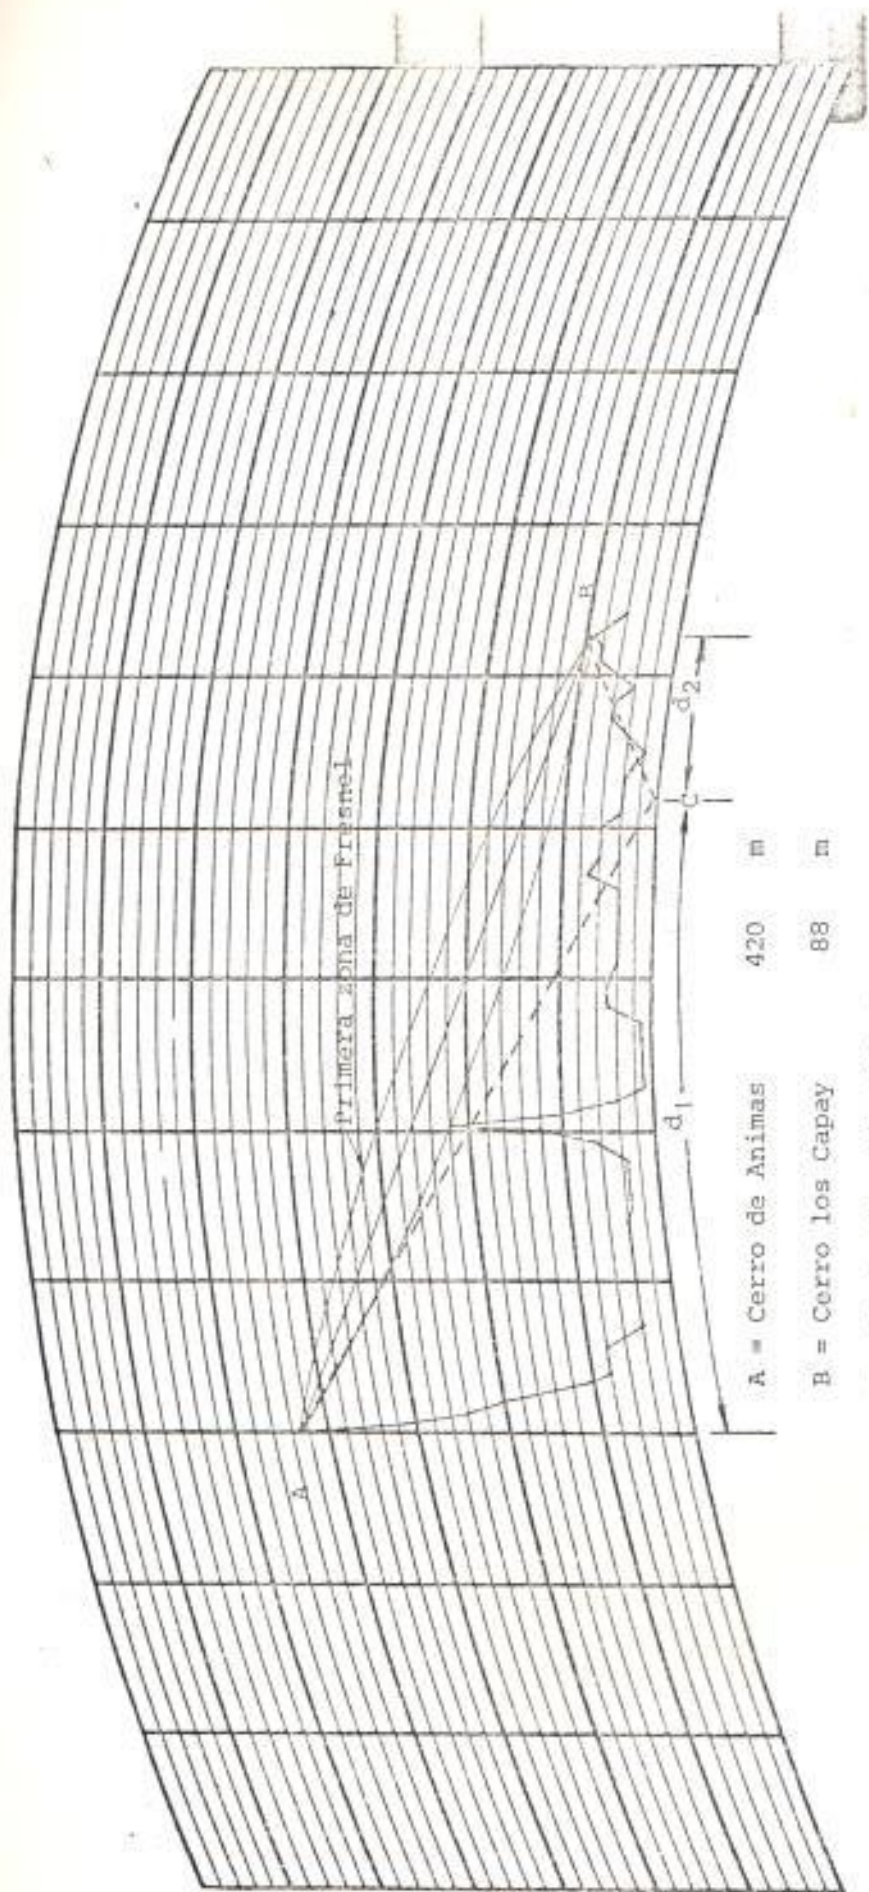 Primera zona de Fresnel
A
B
C
d1
d2
A = Cerro de Animas 420 m
B = Cerro los Capay 88 m